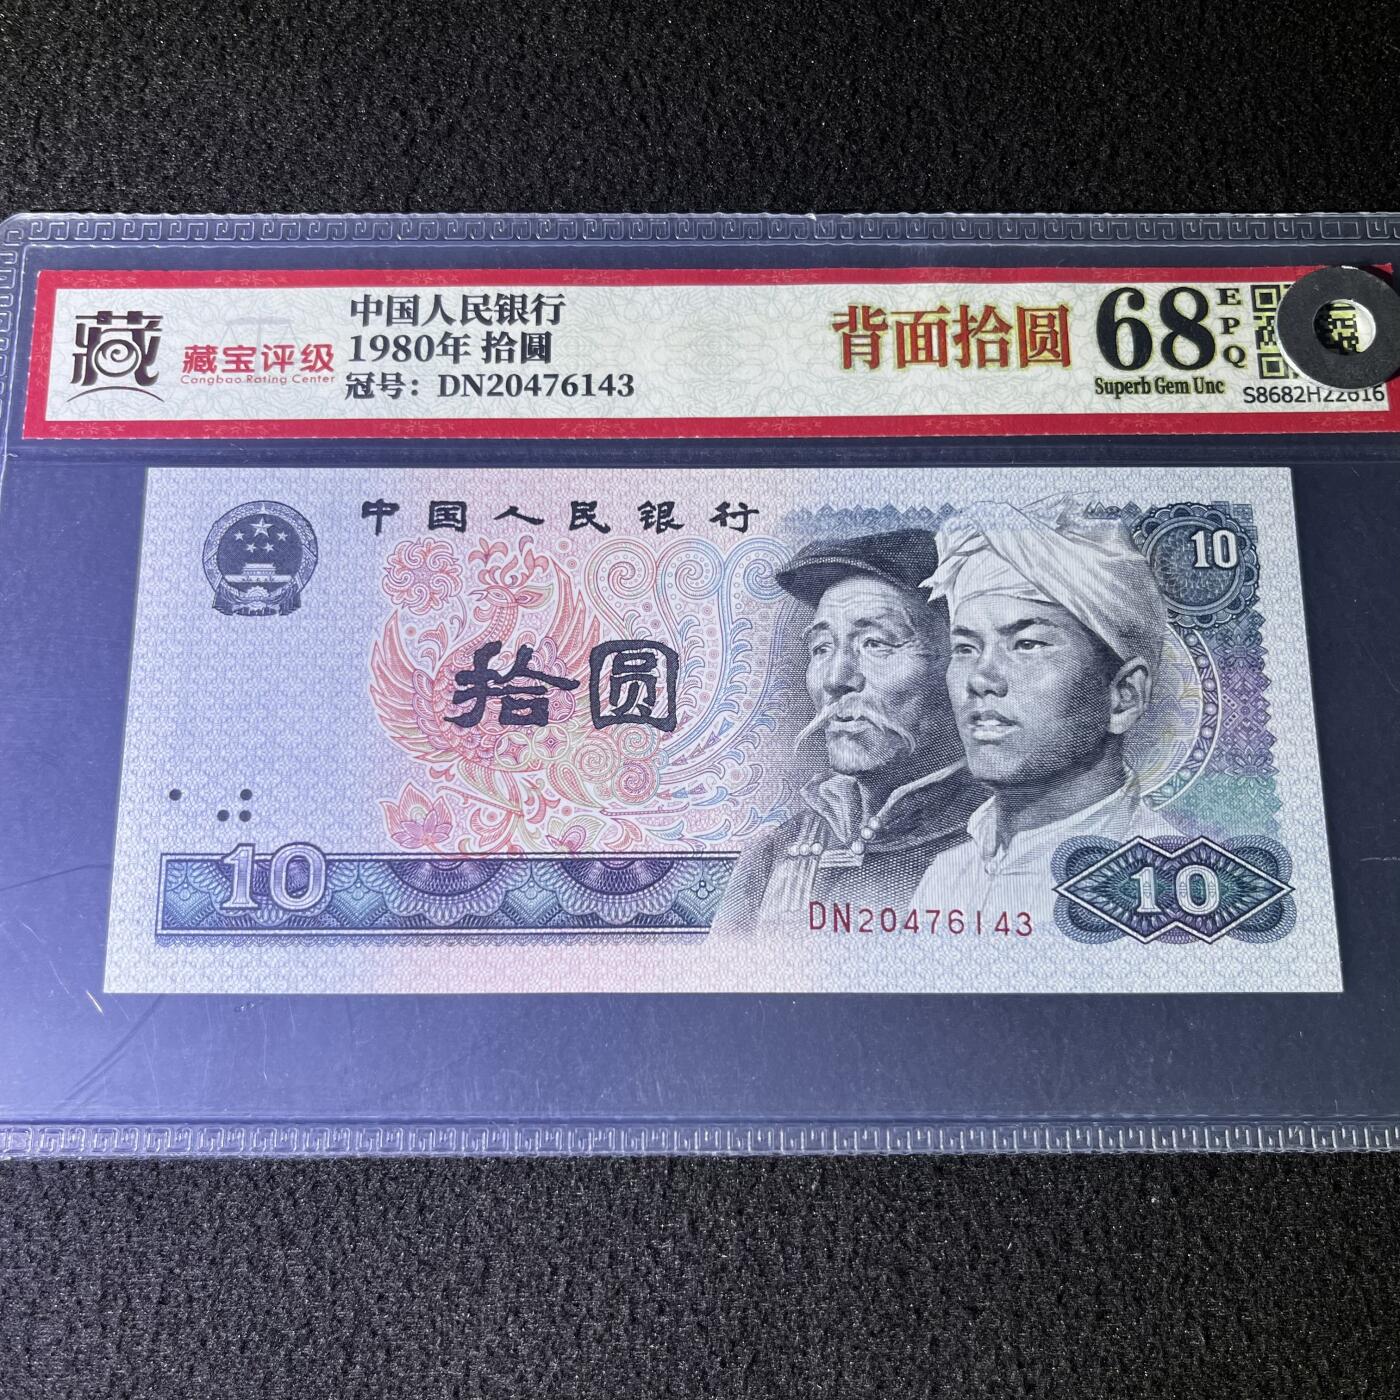 藏
藏宝评级
Cangbao Rating Center
中国人民银行
1980年 拾圆
冠号：DN20476143
背面拾圆
68
EPQ
Superb Gem Unc
S8682H22616
中国人民银行
10
拾圆
10
DN20476143
10